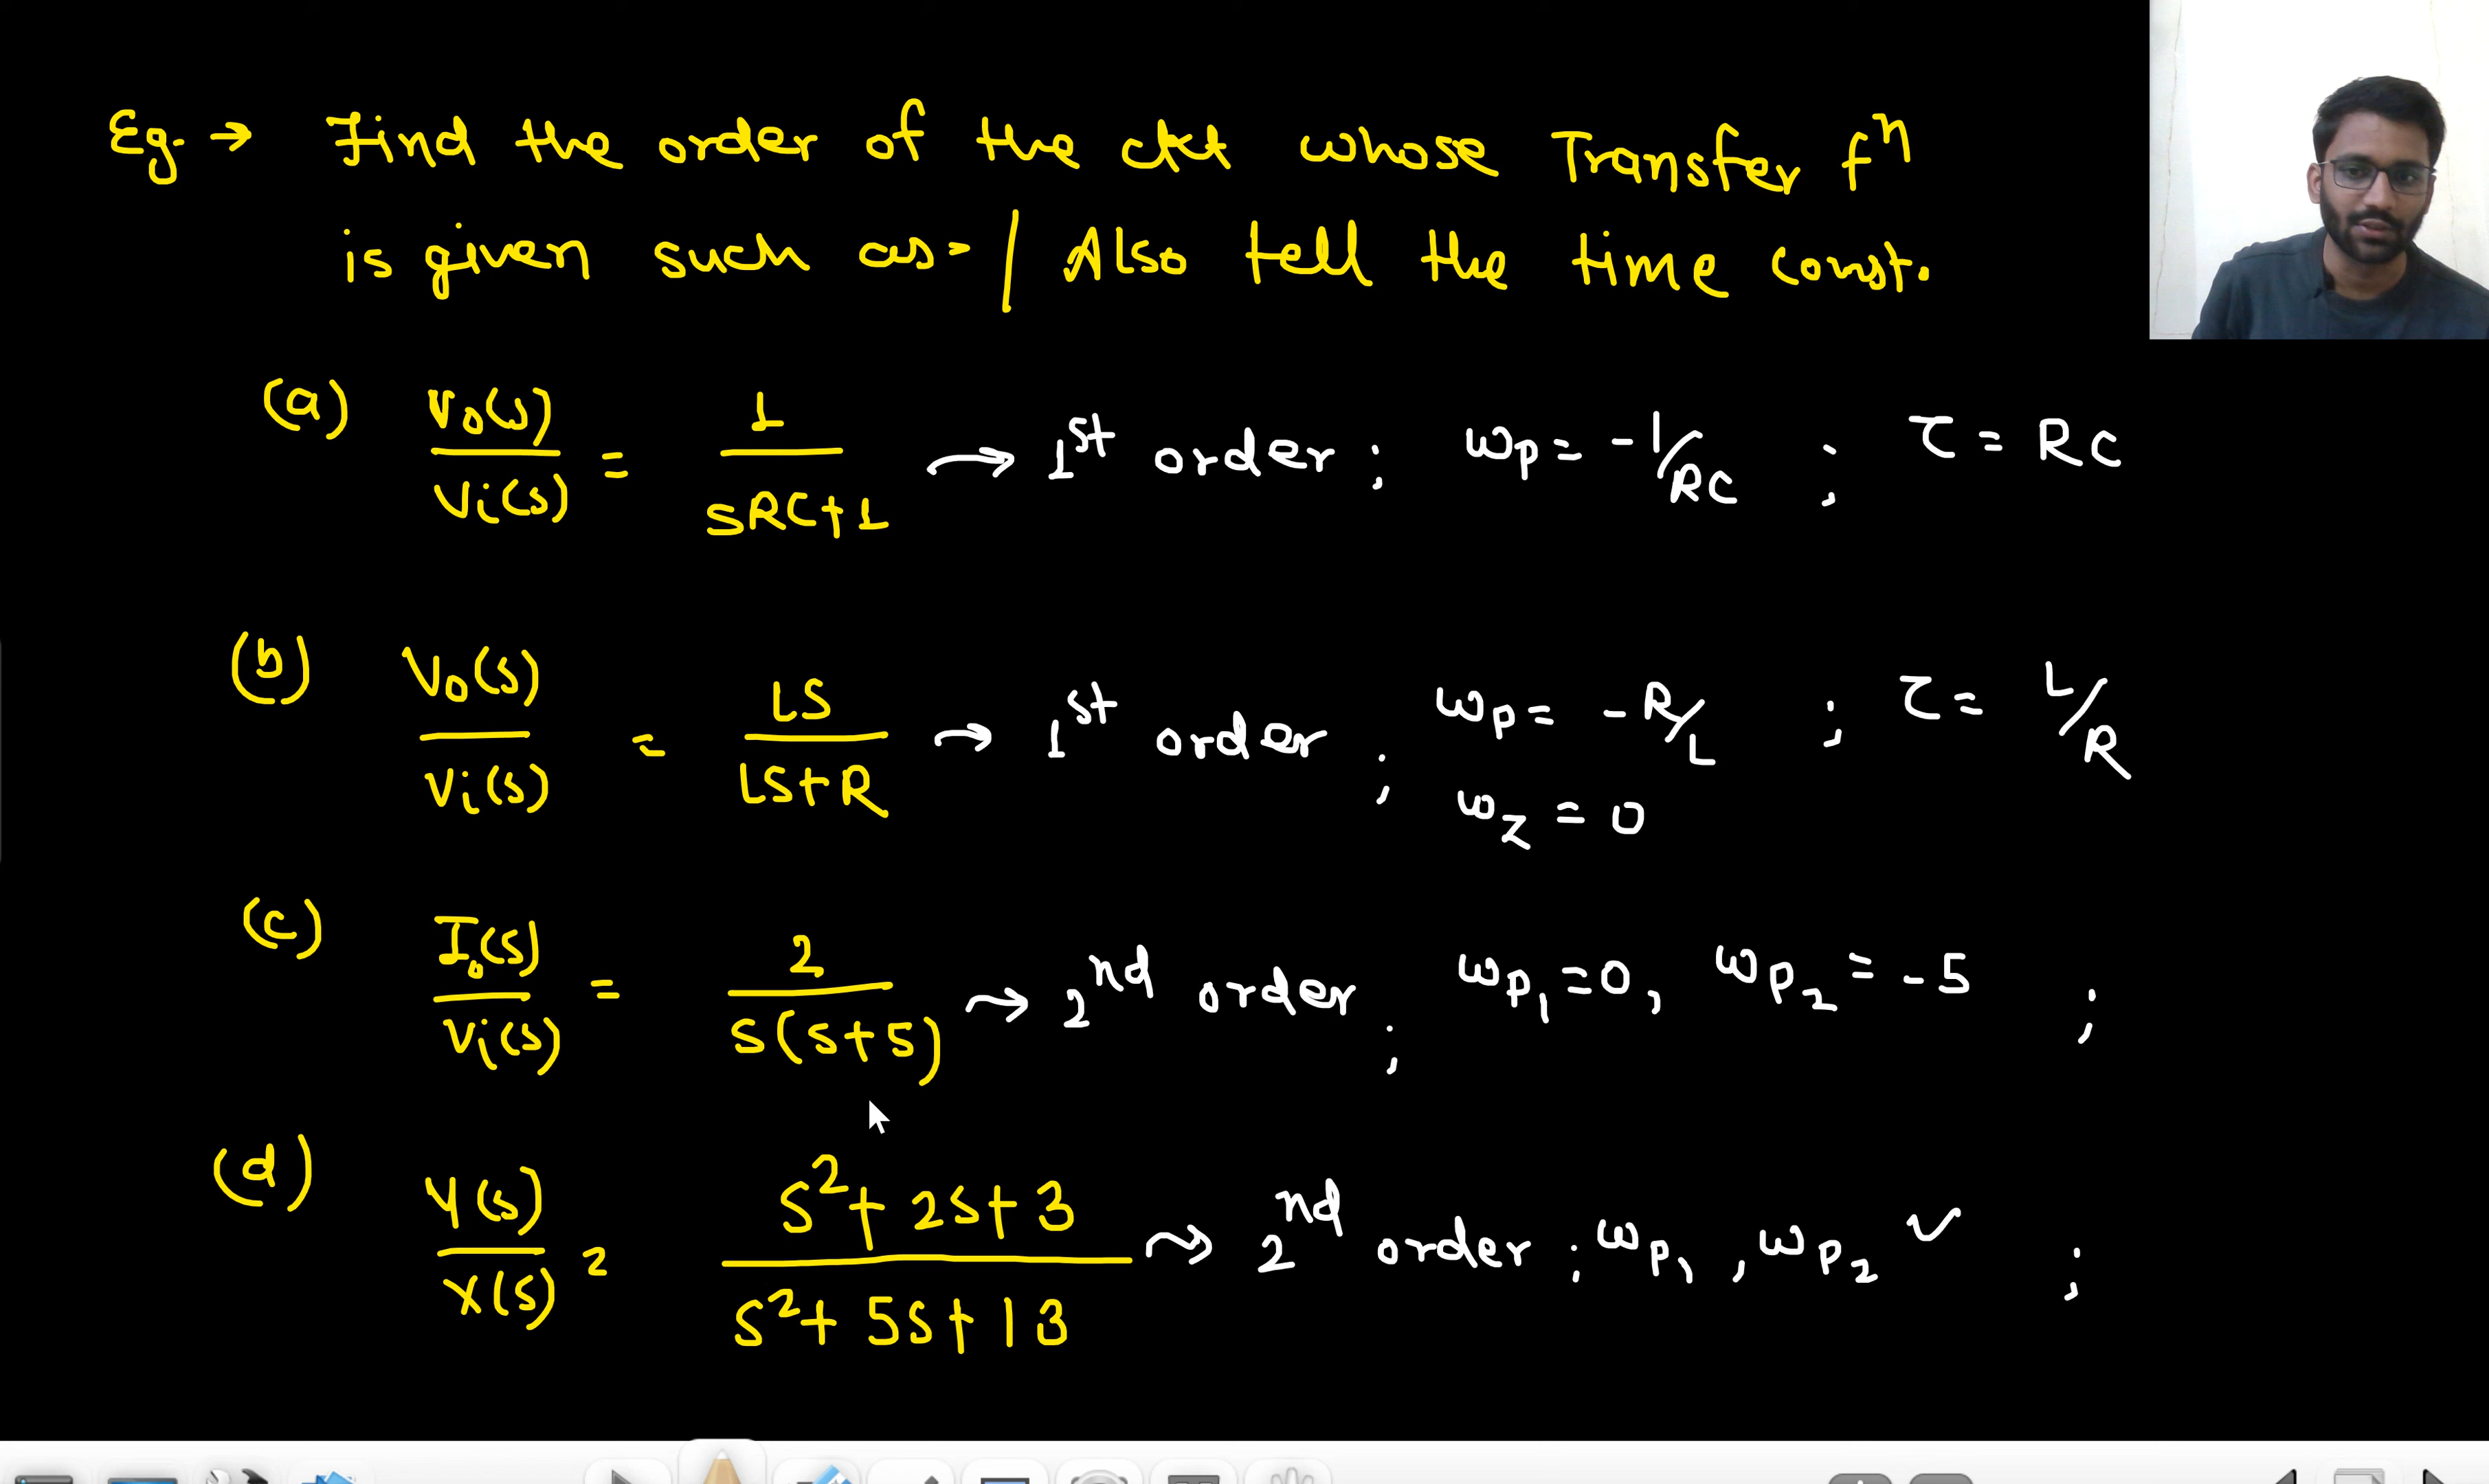 Eg. → Find the order of the ckt whose Transfer fⁿ
is given such as = | Also tell the time const.
(a) V₀(s)/Vi(s) = 1/(sRC+1) → 1st order ; ωp = -1/RC ; τ = RC
(b) V₀(s)/Vi(s) = LS/(LS+R) → 1st order ; ωp = -R/L ; τ = L/R
ωz = 0
(c) I₀(s)/Vi(s) = 2/(s(s+5)) → 2nd order ; ωp₁ = 0, ωp₂ = -5 ;
(d) Y(s)/X(s) = (s²+2s+3)/(s²+5s+13) → 2nd order ; ωp₁, ωp₂ ✓ ;